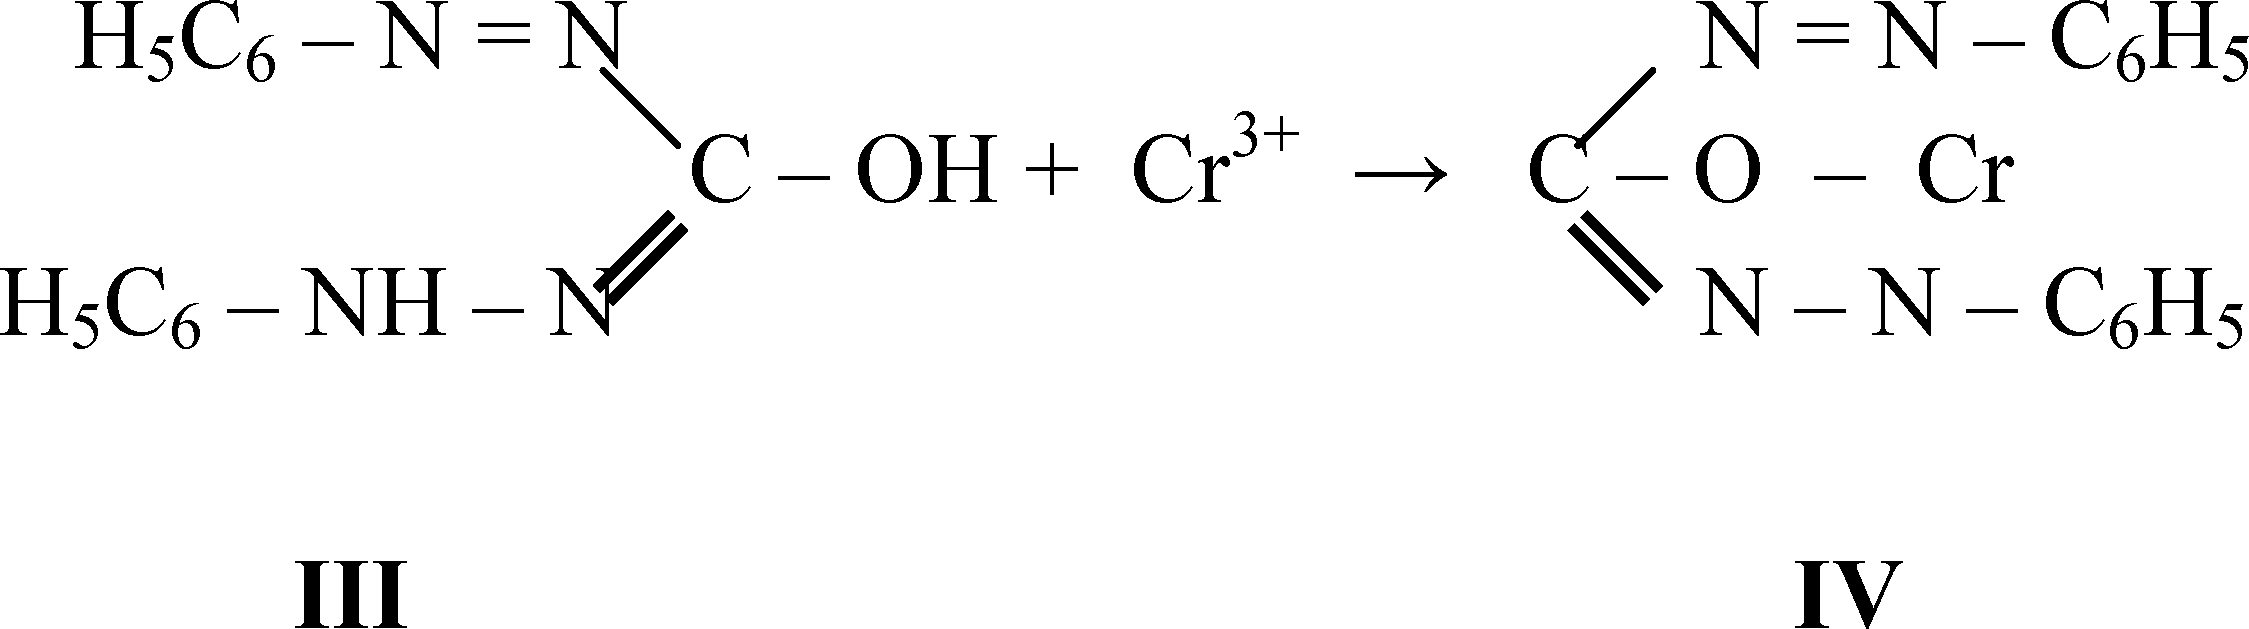 H₅C₆ – N = N N = N – C₆H₅
C – OH + Cr³⁺ → C – O – Cr
H₅C₆ – NH – N N – N – C₆H₅
III IV